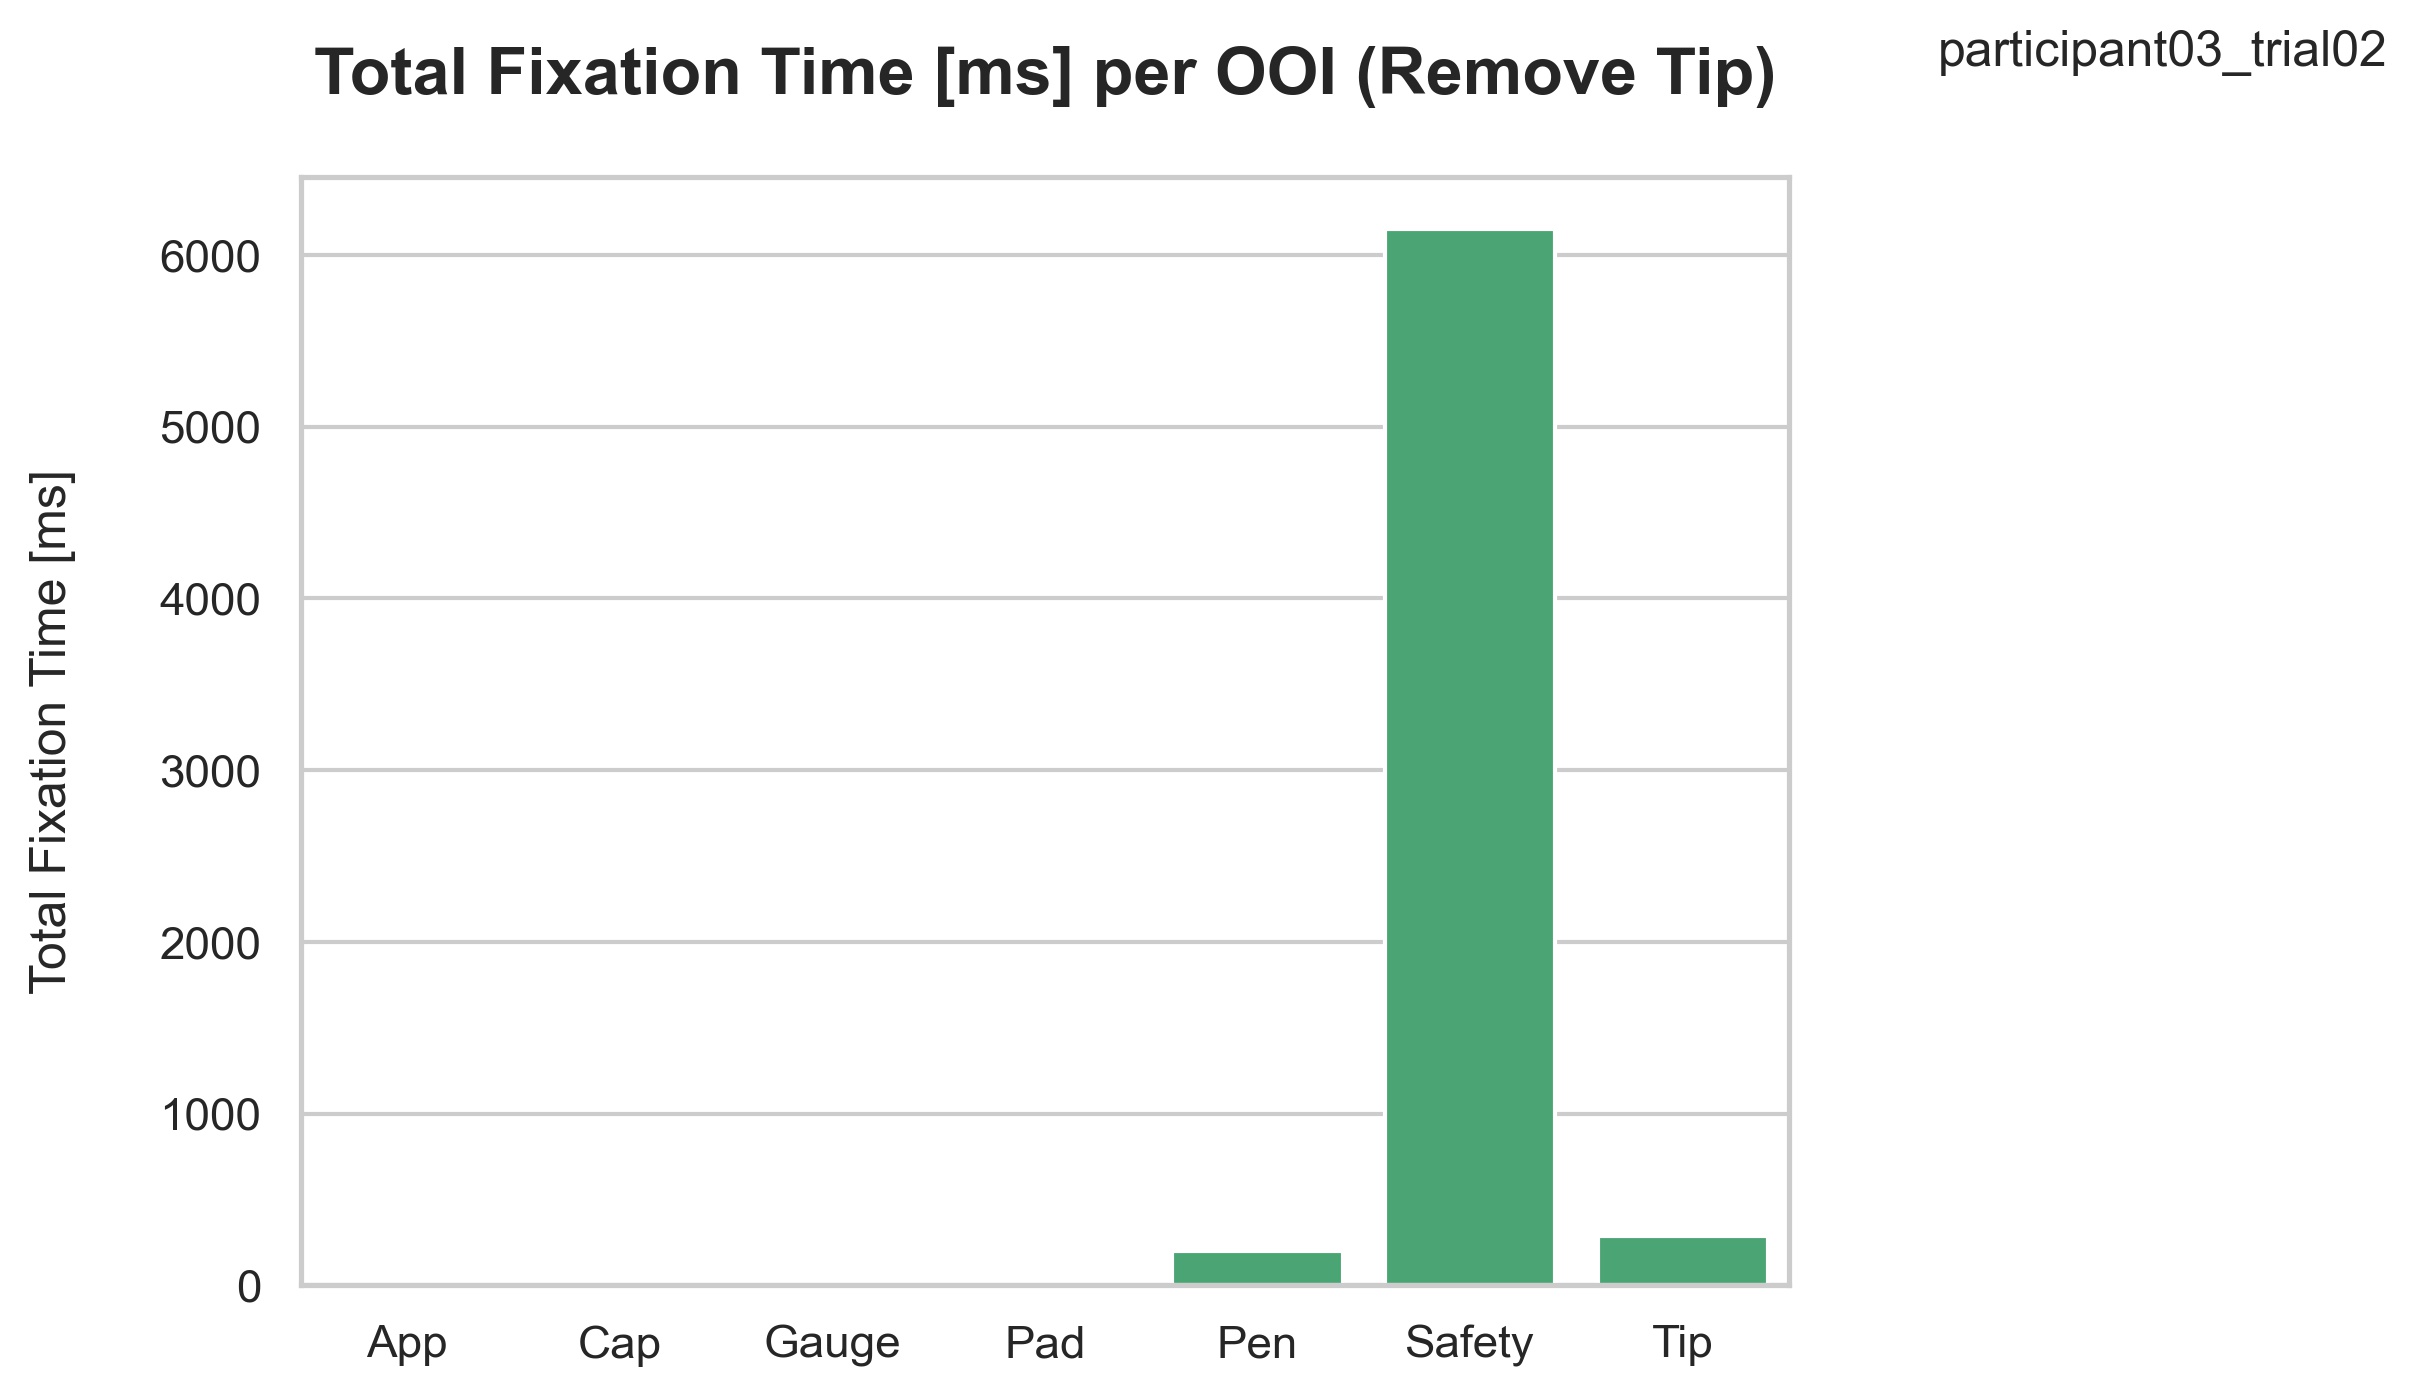 participant03_trial02
Total Fixation Time [ms] per OOI (Remove Tip)
Total Fixation Time [ms]
6000
5000
4000
3000
2000
1000
0
App Cap Gauge Pad Pen Safety Tip